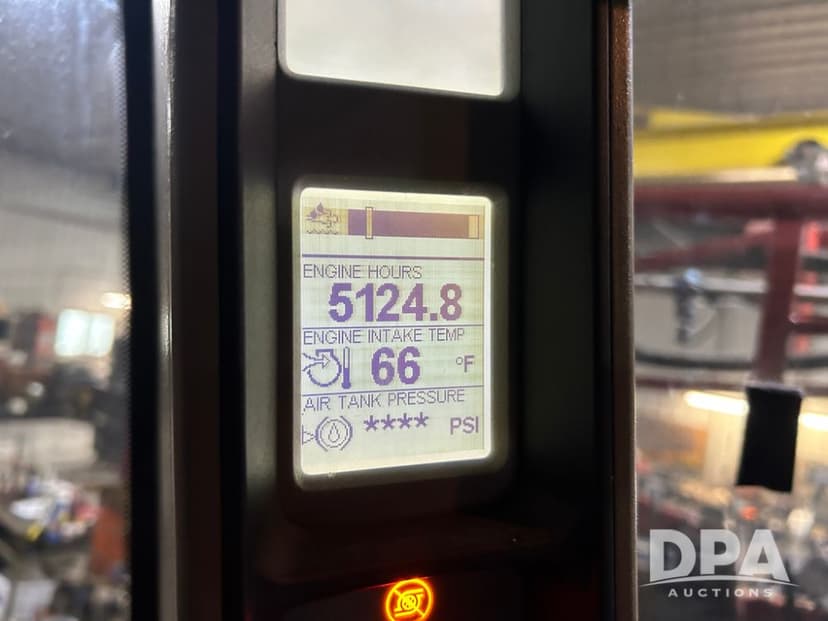 ENGINE HOURS
5124.8
ENGINE INTAKE TEMP
66 °F
AIR TANK PRESSURE
**** PSI
DPA
AUCTIONS